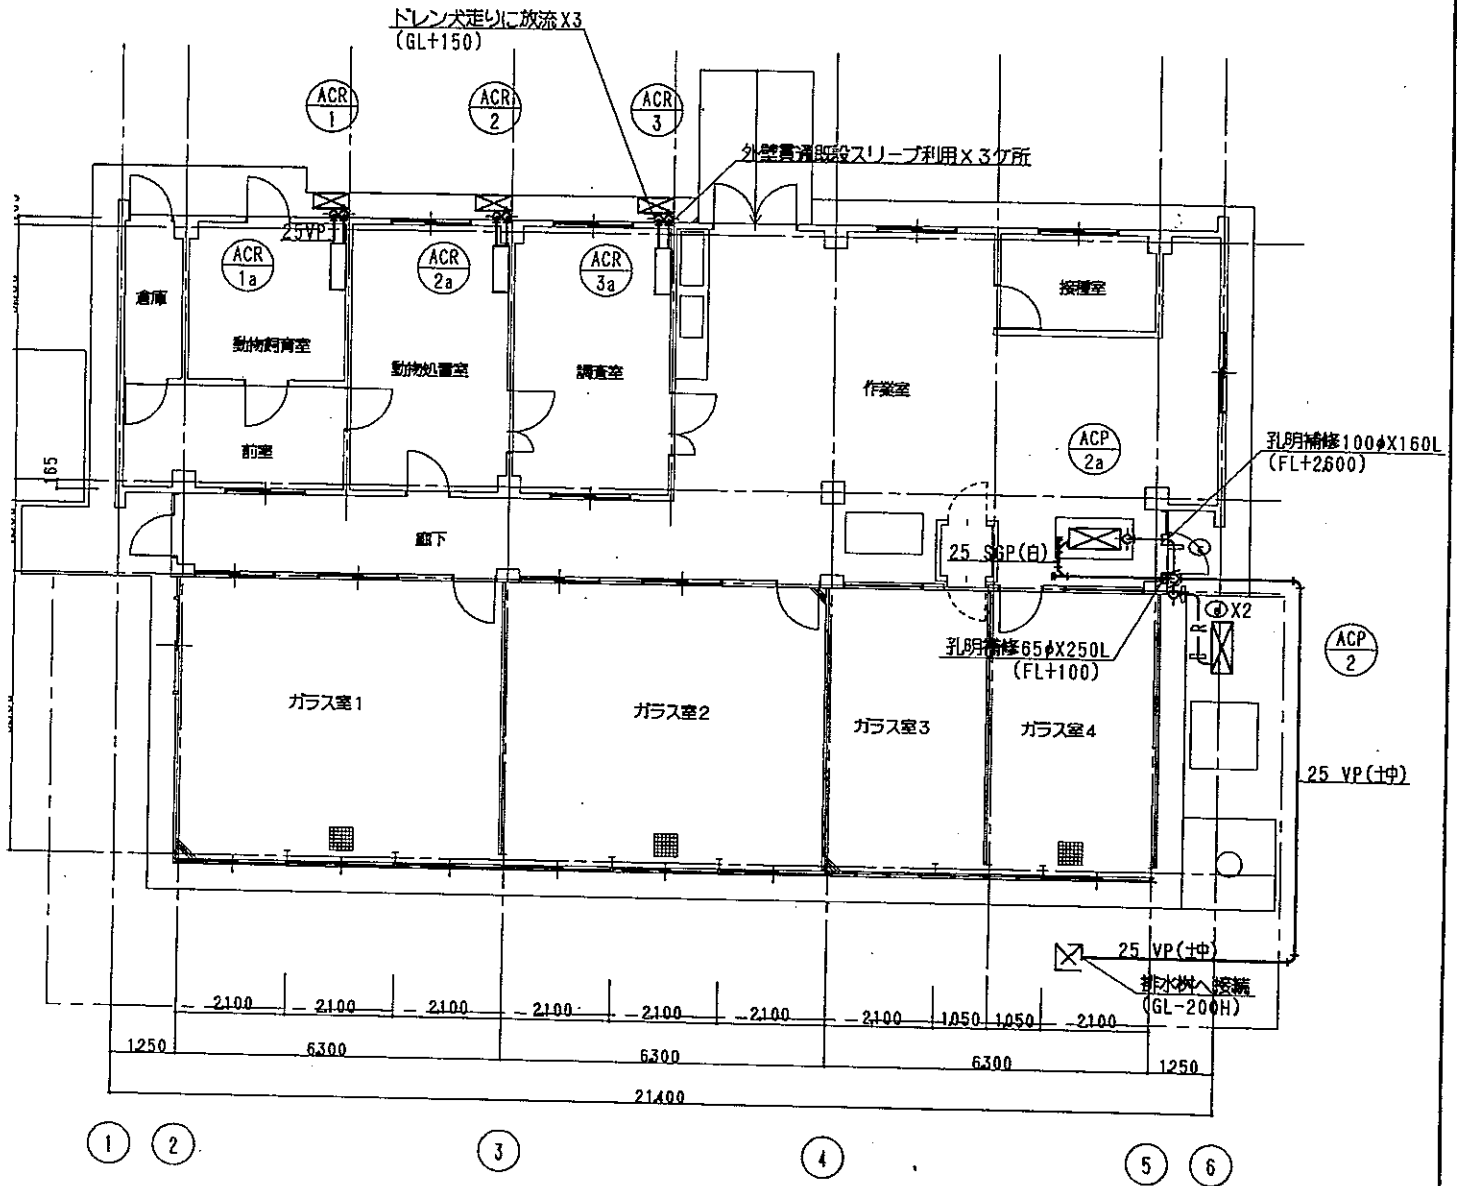 ドレン犬走りに放流X3
(GL+150)
ACR
1
ACR
2
ACR
3
外壁貫通既設スリーブ利用X3ケ所
25VP
ACR
1a
ACR
2a
ACR
3a
倉庫
動物飼育室
動物処置室
調査室
作業室
接種室
前室
廊下
165
ACP
2a
孔明補修100φX160L
(FL+2600)
25 SGP(白)
孔明補修65φX250L
(FL+100)
X2
R
D
ACP
2
ガラス室1
ガラス室2
ガラス室3
ガラス室4
25 VP(土中)
25 VP(土中)
排水桝へ接続
(GL-200H)
2100
2100
2100
2100
2100
2100
2100
1050
1050
2100
1250
6300
6300
6300
1250
21400
1
2
3
4
5
6